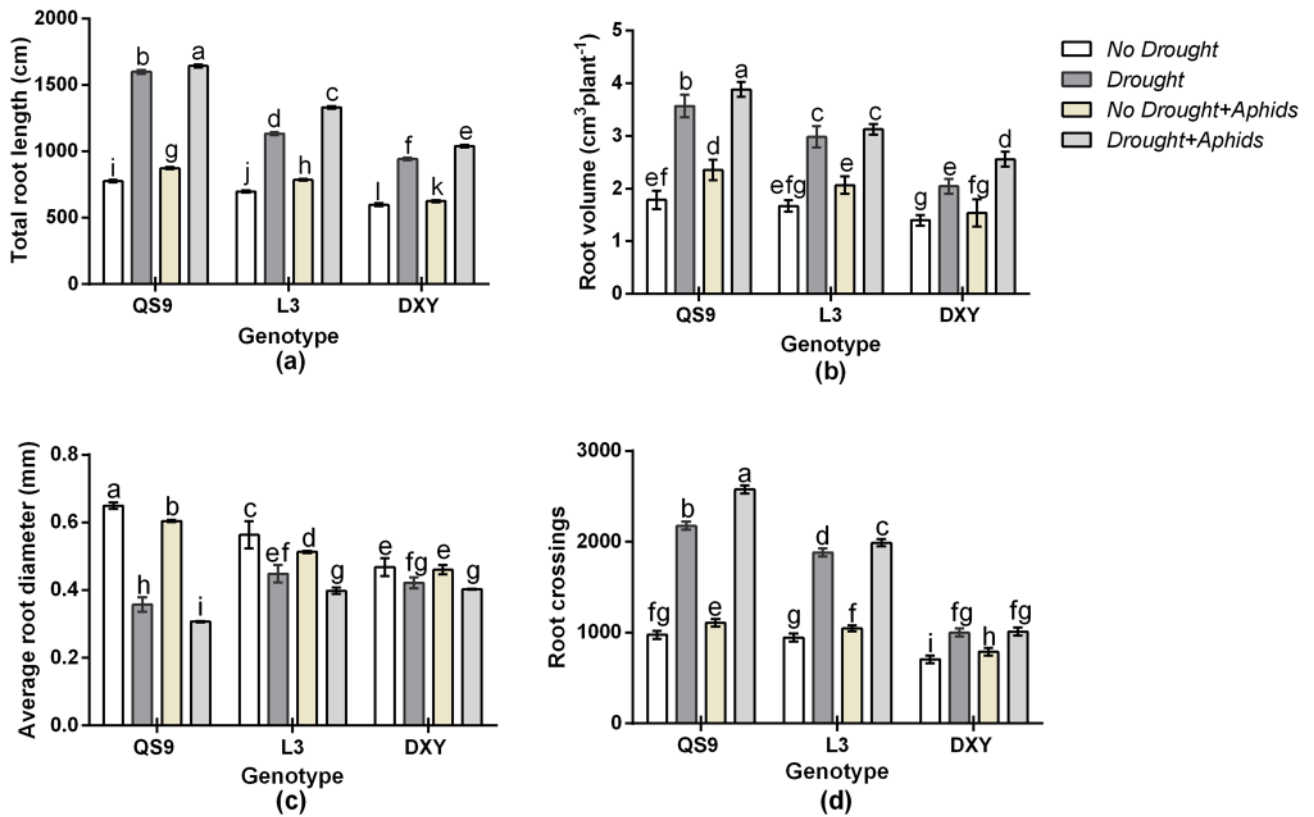 2000
1500
1000
500
0
Total root length (cm)
i b g a
j d h c
l f k e
QS9 L3 DXY
Genotype
(a)
5
4
3
2
1
0
Root volume (cm³plant⁻¹)
ef b d a
efg c e c
g e fg d
QS9 L3 DXY
Genotype
(b)
No Drought
Drought
No Drought+Aphids
Drought+Aphids
0.8
0.6
0.4
0.2
0.0
Average root diameter (mm)
a h b i
c ef d g
e fg e g
QS9 L3 DXY
Genotype
(c)
3000
2000
1000
0
Root crossings
fg b e a
g d f c
i fg h fg
QS9 L3 DXY
Genotype
(d)